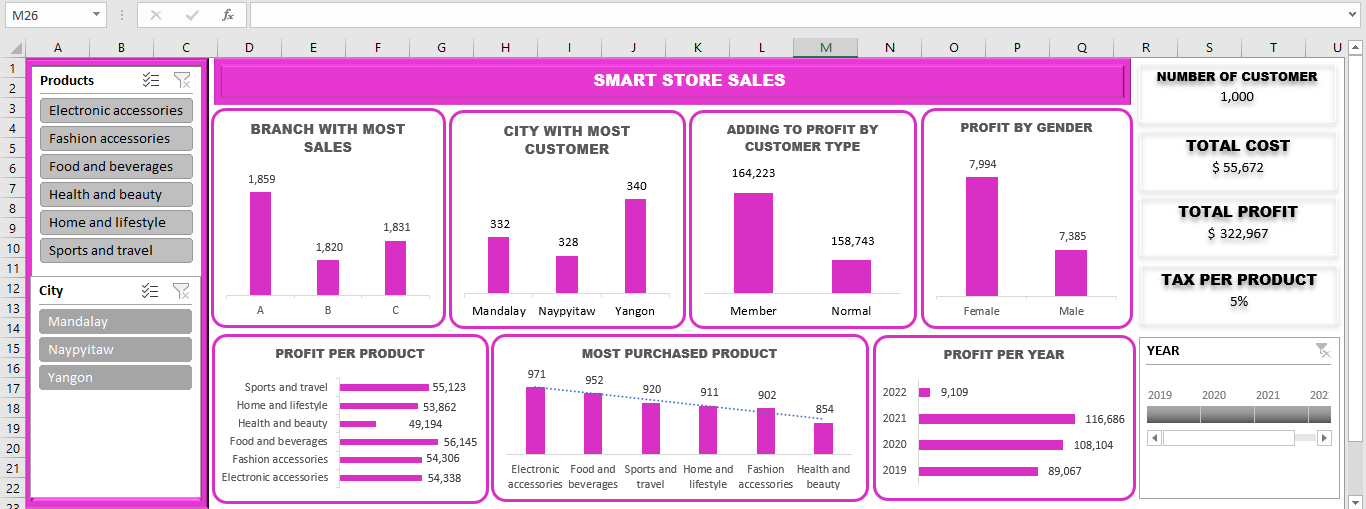 M26
fx
A B C D E F G H I J K L M N O P Q R S T U
1
2
3
4
5
6
7
8
9
10
11
12
13
14
15
16
17
18
19
20
21
22
23
Products
Electronic accessories
Fashion accessories
Food and beverages
Health and beauty
Home and lifestyle
Sports and travel
City
Mandalay
Naypyitaw
Yangon
SMART STORE SALES
BRANCH WITH MOST
SALES
1,859
1,820
1,831
A B C
CITY WITH MOST
CUSTOMER
332
328
340
Mandalay Naypyitaw Yangon
ADDING TO PROFIT BY
CUSTOMER TYPE
164,223
158,743
Member Normal
PROFIT BY GENDER
7,994
7,385
Female Male
NUMBER OF CUSTOMER
1,000
TOTAL COST
$ 55,672
TOTAL PROFIT
$ 322,967
TAX PER PRODUCT
5%
PROFIT PER PRODUCT
Sports and travel 55,123
Home and lifestyle 53,862
Health and beauty 49,194
Food and beverages 56,145
Fashion accessories 54,306
Electronic accessories 54,338
MOST PURCHASED PRODUCT
971
952
920
911
902
854
Electronic Food and Sports and Home and Fashion Health and
accessories beverages travel lifestyle accessories beauty
PROFIT PER YEAR
2022 9,109
2021 116,686
2020 108,104
2019 89,067
YEAR
2019 2020 2021 202